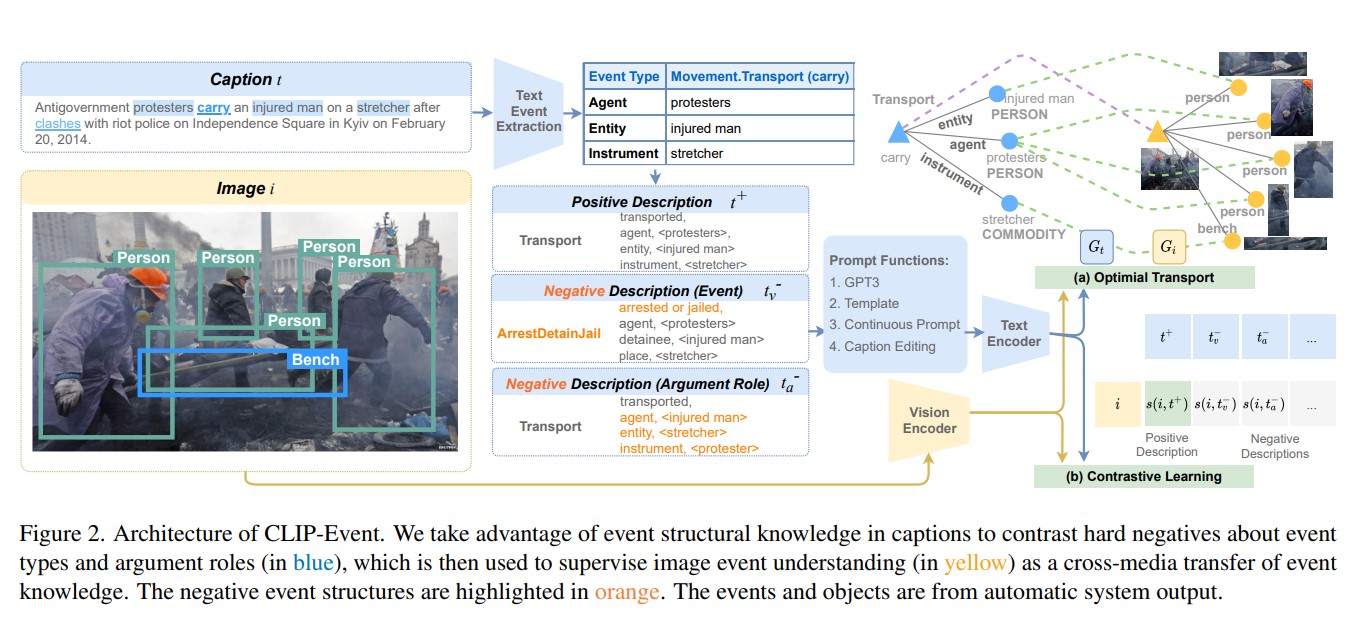 Caption t
Antigovernment protesters carry an injured man on a stretcher after
clashes with riot police on Independence Square in Kyiv on February
20, 2014.
Image i
Person
Person
Person
Person
Person
Bench
Text
Event
Extraction
Event Type Movement.Transport (carry)
Agent protesters
Entity injured man
Instrument stretcher
Positive Description t+
Transport
transported,
agent, <protesters>,
entity, <injured man>
instrument, <stretcher>
Negative Description (Event) tv-
ArrestDetainJail
arrested or jailed,
agent, <protesters>
detainee, <injured man>
place, <stretcher>
Negative Description (Argument Role) ta-
Transport
transported,
agent, <injured man>
entity, <stretcher>
instrument, <protester>
Prompt Functions:
1. GPT3
2. Template
3. Continuous Prompt
4. Caption Editing
Text
Encoder
Vision
Encoder
Transport
carry
entity
agent
instrument
injured man
PERSON
protesters
PERSON
stretcher
COMMODITY
person
person
person
person
bench
Gt
Gi
(a) Optimial Transport
t+ tv- ta- ...
i s(i,t+) s(i,tv-) s(i,ta-) ...
Positive
Description
Negative
Descriptions
(b) Contrastive Learning
Figure 2. Architecture of CLIP-Event. We take advantage of event structural knowledge in captions to contrast hard negatives about event
types and argument roles (in blue), which is then used to supervise image event understanding (in yellow) as a cross-media transfer of event
knowledge. The negative event structures are highlighted in orange. The events and objects are from automatic system output.